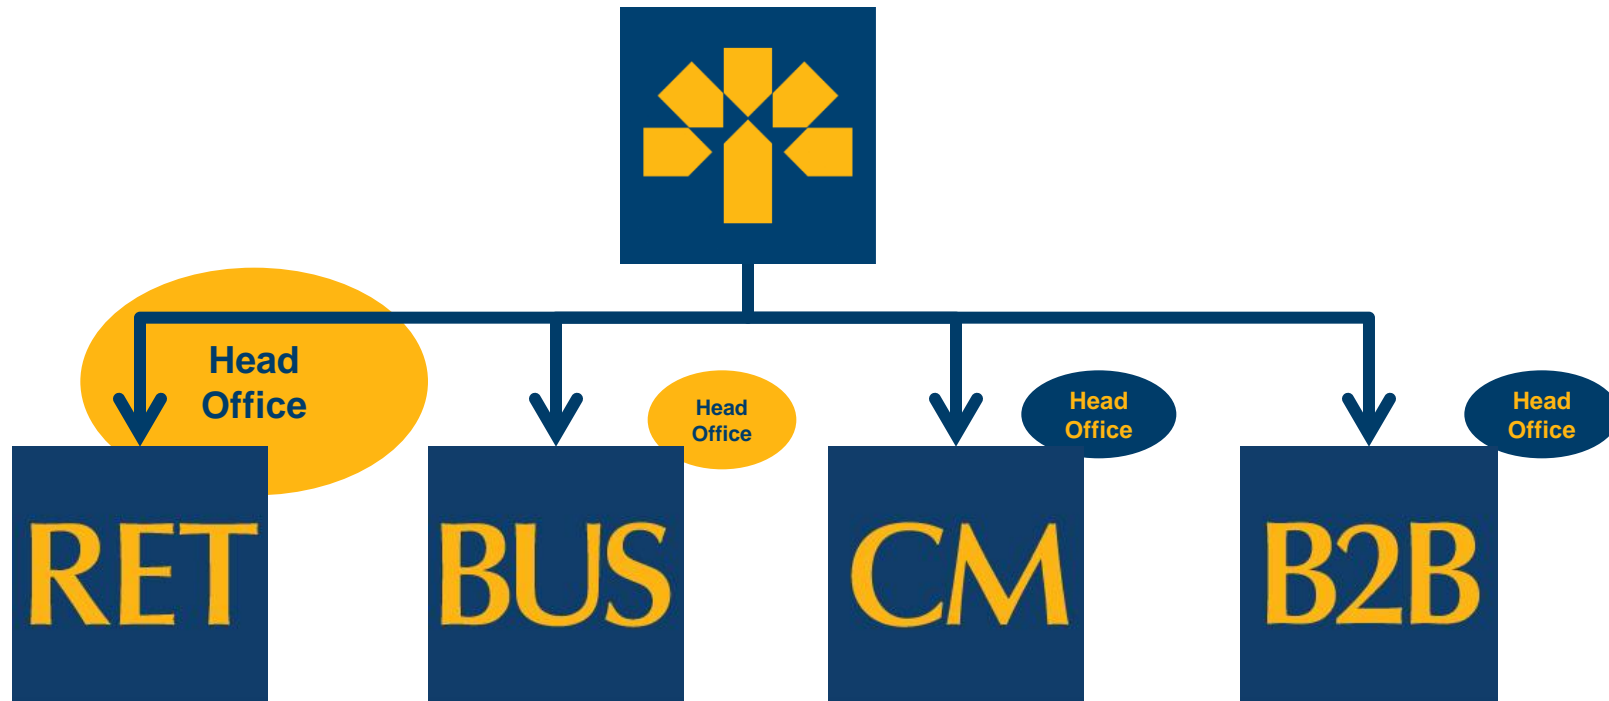 Head
Office
Head
Office
Head
Office
Head
Office
RET
BUS
CM
B2B